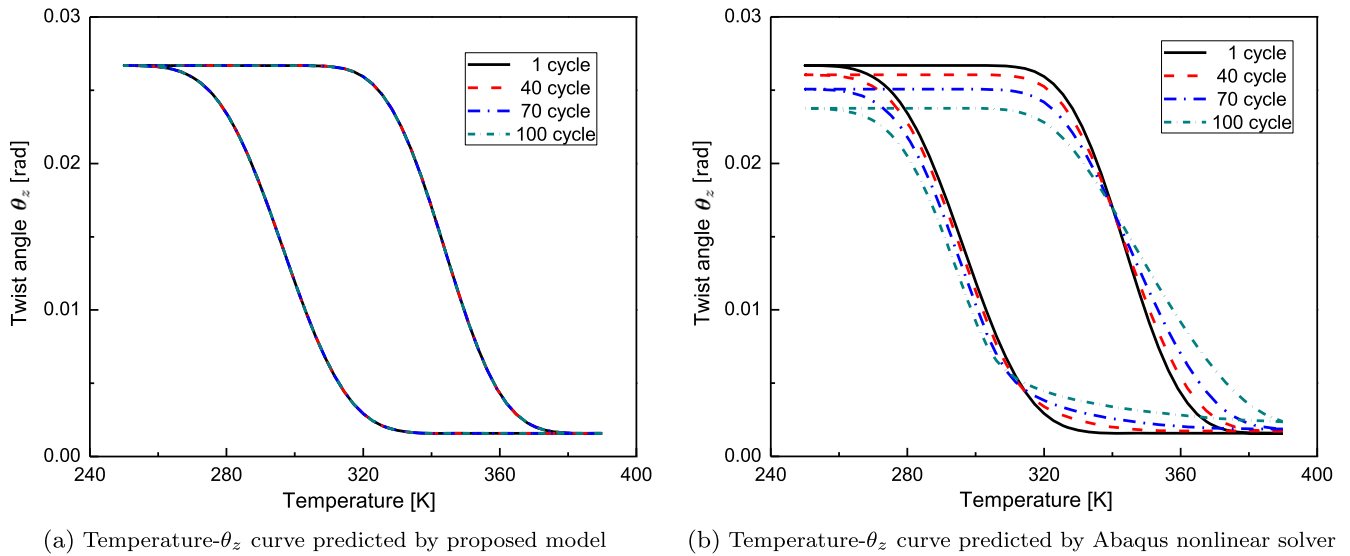 0.03
0.02
0.01
0.00
240
280
320
360
400
Temperature [K]
Twist angle θz [rad]
1 cycle
40 cycle
70 cycle
100 cycle
(a) Temperature-θz curve predicted by proposed model
0.03
0.02
0.01
0.00
240
280
320
360
400
Temperature [K]
Twist angle θz [rad]
1 cycle
40 cycle
70 cycle
100 cycle
(b) Temperature-θz curve predicted by Abaqus nonlinear solver